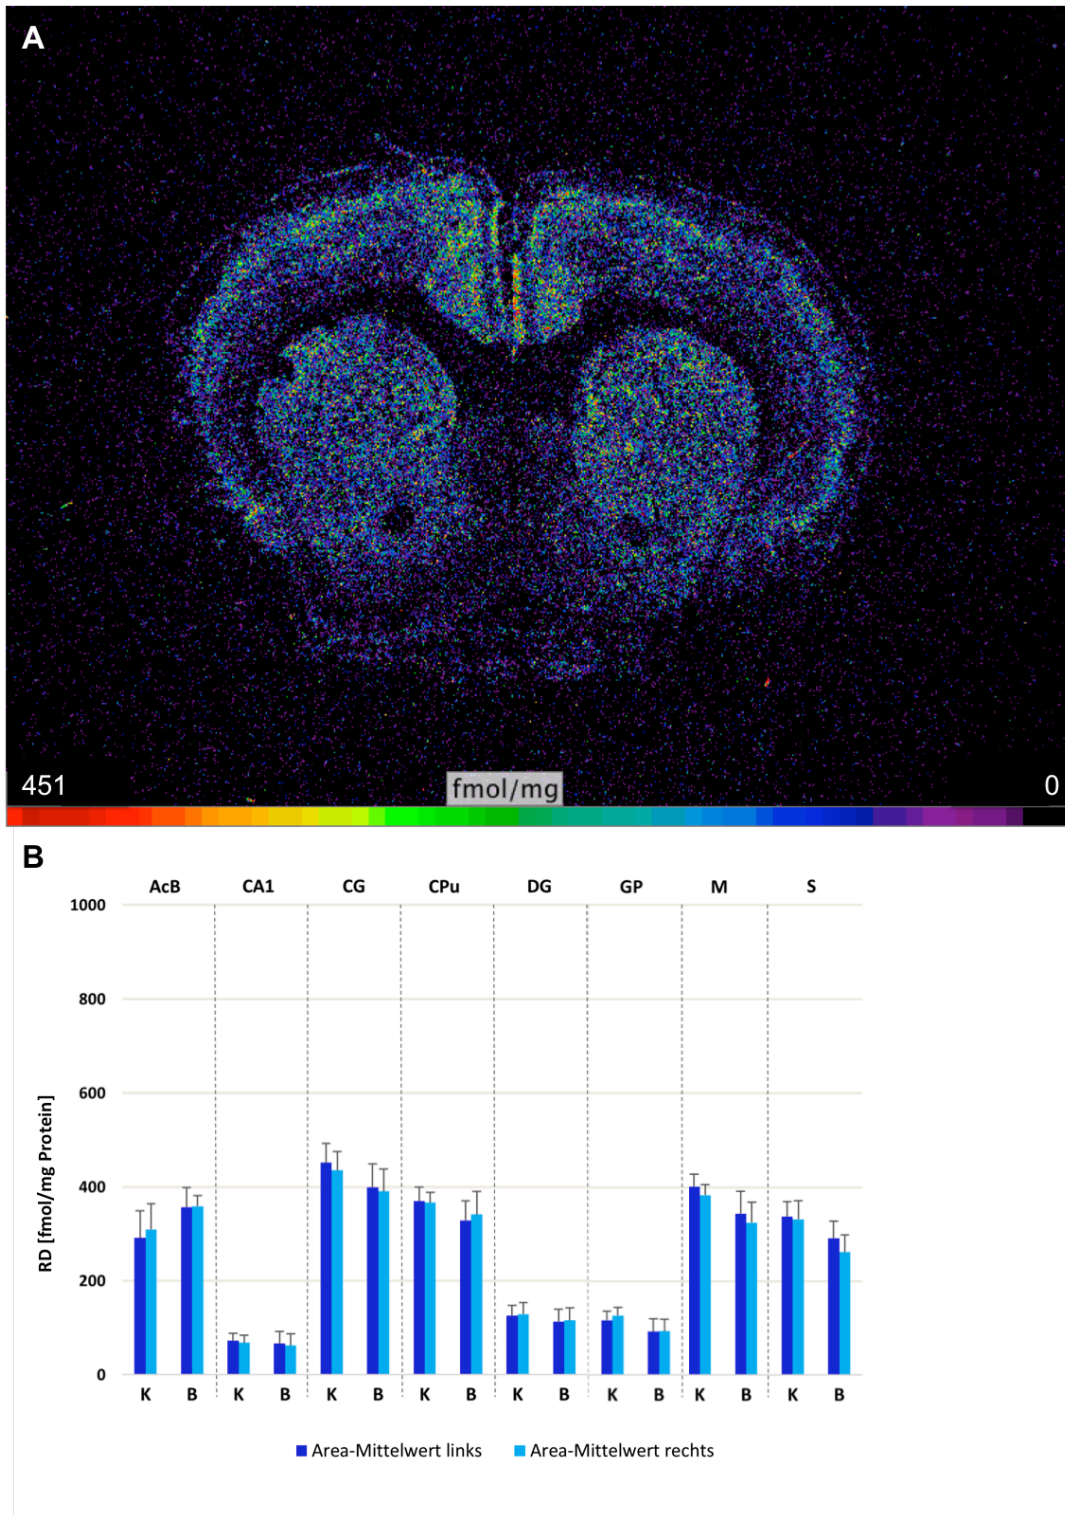 A
451 fmol/mg 0
B
AcB CA1 CG CPu DG GP M S
1000
800
600
400
200
0
RD [fmol/mg Protein]
K B K B K B K B K B K B K B K B
Area-Mittelwert links Area-Mittelwert rechts